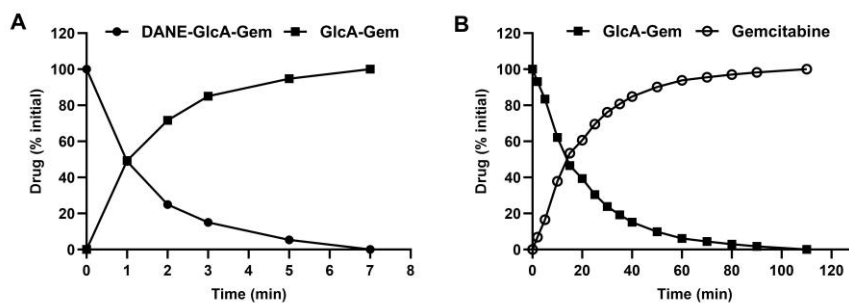 A
DANE-GlcA-Gem GlcA-Gem
120
100
80
60
40
20
0
Drug (% initial)
0 1 2 3 4 5 6 7 8
Time (min)
B
GlcA-Gem Gemcitabine
120
100
80
60
40
20
0
Drug (% initial)
0 20 40 60 80 100 120
Time (min)